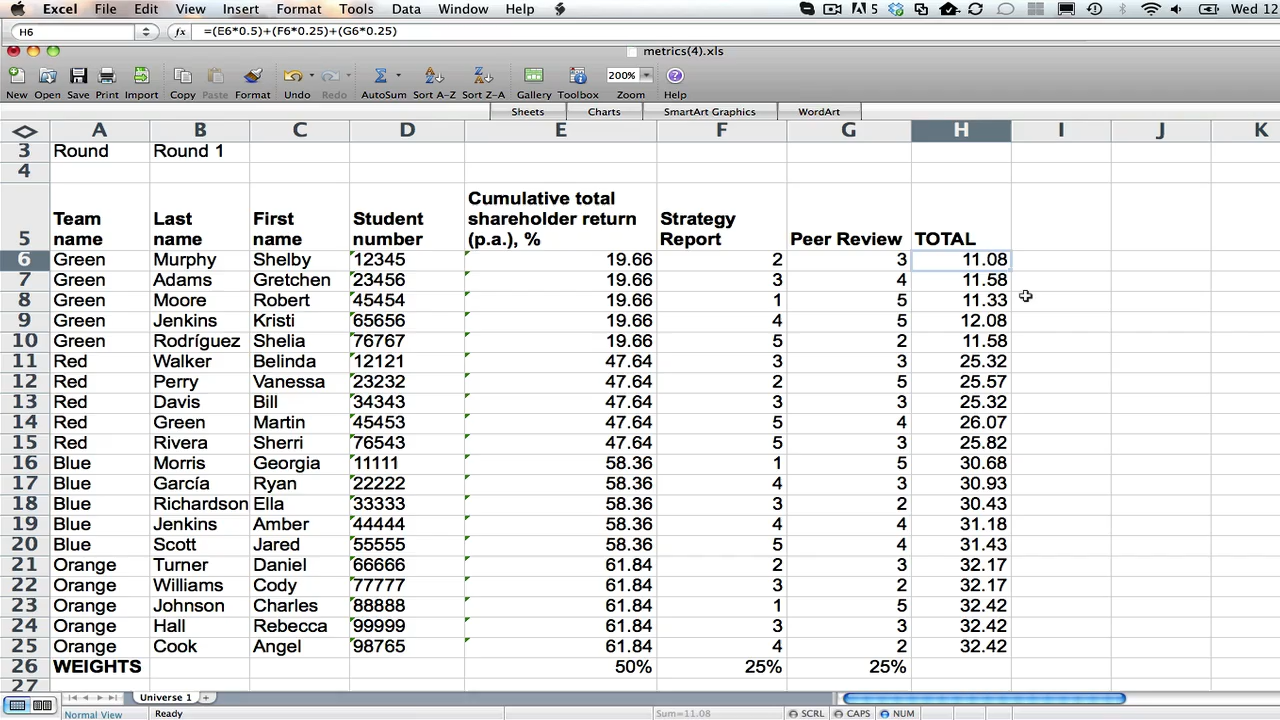 Excel File Edit View Insert Format Tools Data Window Help 5 Wed 12
H6 fx =(E6*0.5)+(F6*0.25)+(G6*0.25)
metrics(4).xls
200%
New Open Save Print Import Copy Paste Format Undo Redo AutoSum Sort A-Z Sort Z-A Gallery Toolbox Zoom Help
Sheets Charts SmartArt Graphics WordArt
A B C D E F G H I J K
3 Round Round 1
4
5 Team name Last name First name Student number Cumulative total shareholder return (p.a.), % Strategy Report Peer Review TOTAL
6 Green Murphy Shelby 12345 19.66 2 3 11.08
7 Green Adams Gretchen 23456 19.66 3 4 11.58
8 Green Moore Robert 45454 19.66 1 5 11.33
9 Green Jenkins Kristi 65656 19.66 4 5 12.08
10 Green Rodríguez Shelia 76767 19.66 5 2 11.58
11 Red Walker Belinda 12121 47.64 3 3 25.32
12 Red Perry Vanessa 23232 47.64 2 5 25.57
13 Red Davis Bill 34343 47.64 3 3 25.32
14 Red Green Martin 45453 47.64 5 4 26.07
15 Red Rivera Sherri 76543 47.64 5 3 25.82
16 Blue Morris Georgia 11111 58.36 1 5 30.68
17 Blue García Ryan 22222 58.36 4 3 30.93
18 Blue Richardson Ella 33333 58.36 3 2 30.43
19 Blue Jenkins Amber 44444 58.36 4 4 31.18
20 Blue Scott Jared 55555 58.36 5 4 31.43
21 Orange Turner Daniel 66666 61.84 2 3 32.17
22 Orange Williams Cody 77777 61.84 3 2 32.17
23 Orange Johnson Charles 88888 61.84 1 5 32.42
24 Orange Hall Rebecca 99999 61.84 3 3 32.42
25 Orange Cook Angel 98765 61.84 4 2 32.42
26 WEIGHTS 50% 25% 25%
27
Universe 1
Normal View Ready Sum=11.08 SCRL CAPS NUM